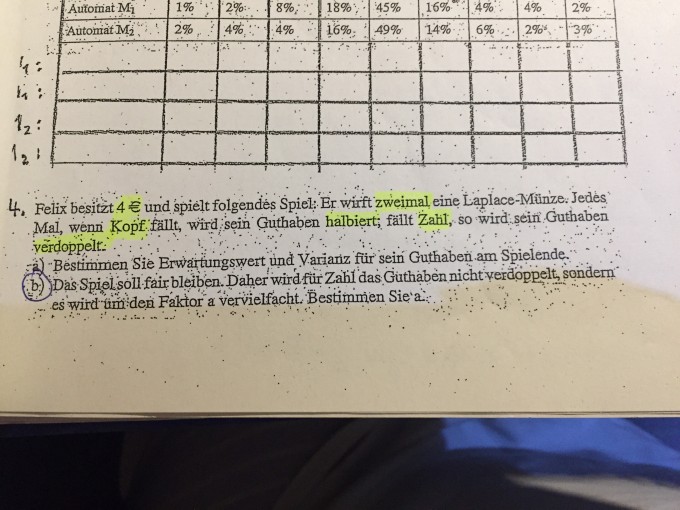 Automat M₁ 1% 2% 8% 18% 45% 16% 4% 4% 2%
Automat M₂ 2% 4% 4% 16% 49% 14% 6% 2% 3%
4. Felix besitzt 4 € und spielt folgendes Spiel: Er wirft zweimal eine Laplace-Münze. Jedes
Mal, wenn Kopf fällt, wird sein Guthaben halbiert; fällt Zahl, so wird sein Guthaben
verdoppelt.
a) Bestimmen Sie Erwartungswert und Varianz für sein Guthaben am Spielende.
b) Das Spiel soll fair bleiben. Daher wird für Zahl das Guthaben nicht verdoppelt, sondern
es wird um den Faktor a vervielfacht. Bestimmen Sie a.